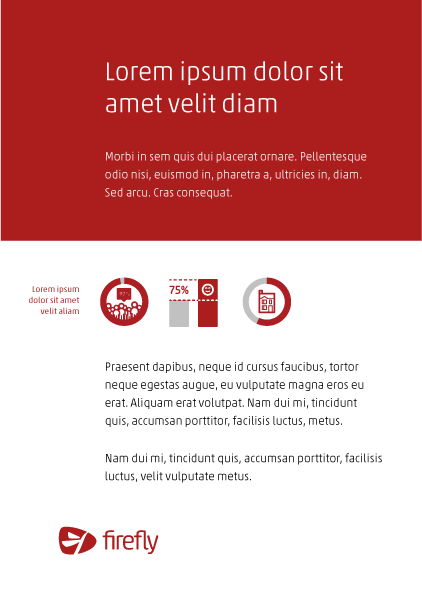 Lorem ipsum dolor sit
amet velit diam
Morbi in sem quis dui placerat ornare. Pellentesque
odio nisi, euismod in, pharetra a, ultricies in, diam.
Sed arcu. Cras consequat.
Lorem ipsum
dolor sit amet
velit aliam
75%
Praesent dapibus, neque id cursus faucibus, tortor
neque egestas augue, eu vulputate magna eros eu
erat. Aliquam erat volutpat. Nam dui mi, tincidunt
quis, accumsan porttitor, facilisis luctus, metus.
Nam dui mi, tincidunt quis, accumsan porttitor, facilisis
luctus, velit vulputate metus.
firefly